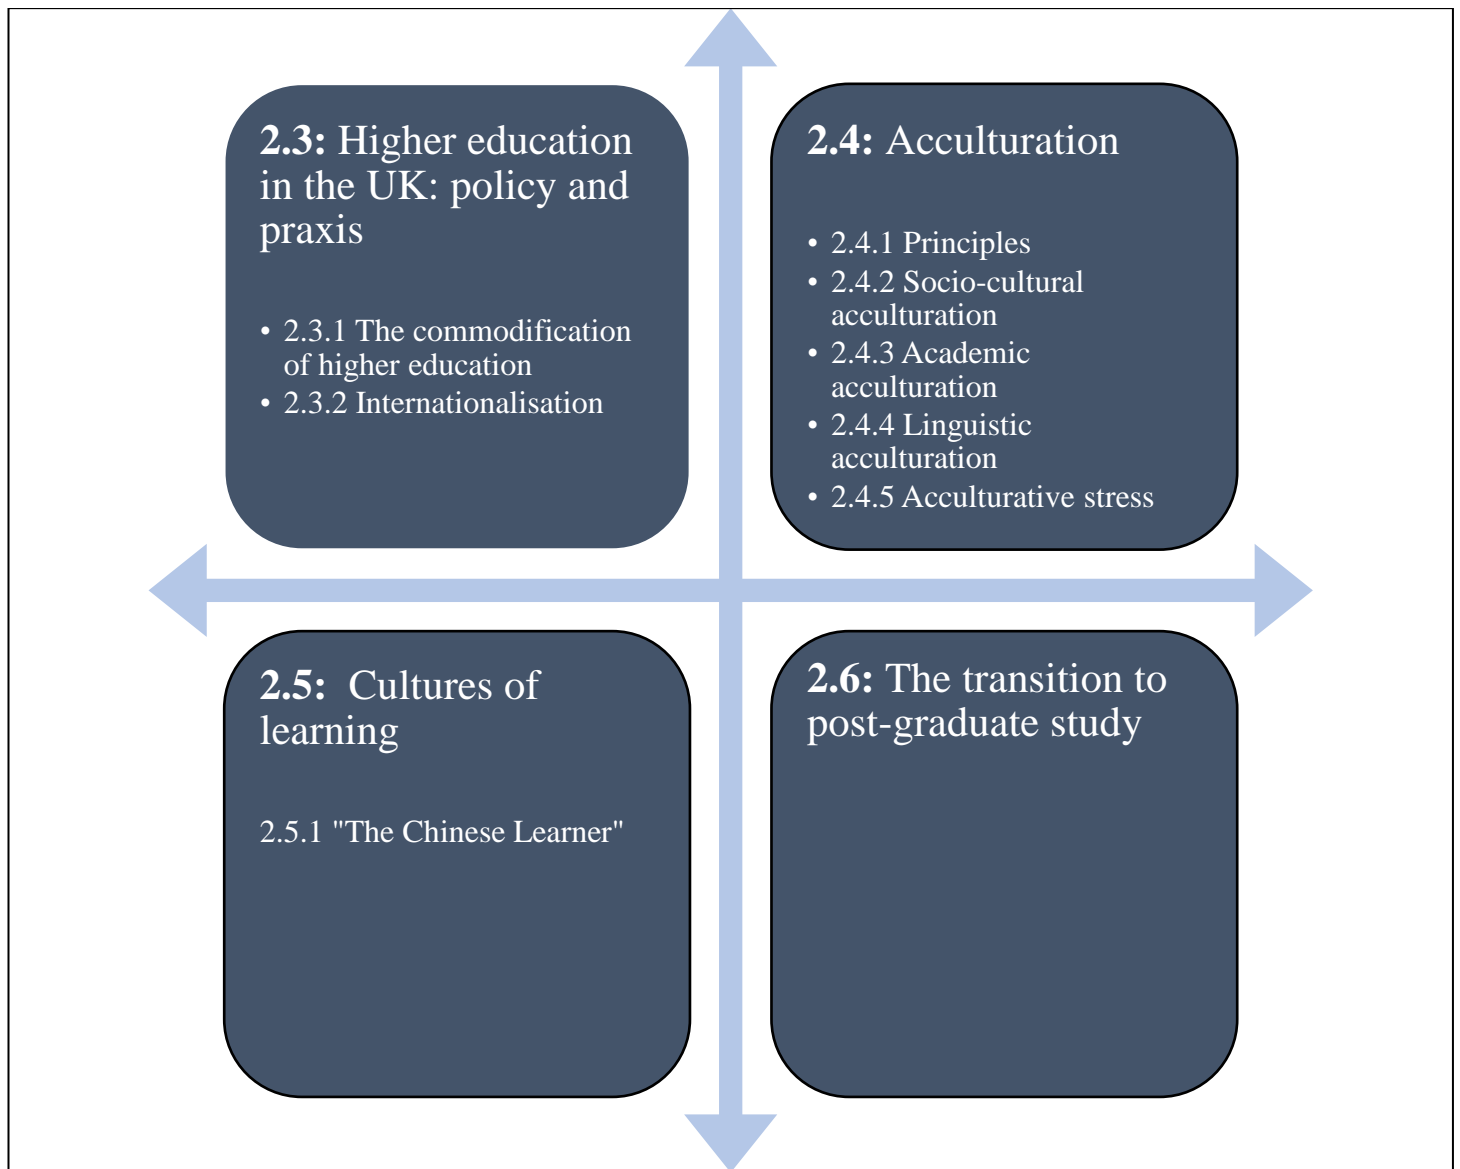 2.3: Higher education
in the UK: policy and
praxis
• 2.3.1 The commodification
of higher education
• 2.3.2 Internationalisation
2.4: Acculturation
• 2.4.1 Principles
• 2.4.2 Socio-cultural
acculturation
• 2.4.3 Academic
acculturation
• 2.4.4 Linguistic
acculturation
• 2.4.5 Acculturative stress
2.5: Cultures of
learning
2.5.1 "The Chinese Learner"
2.6: The transition to
post-graduate study